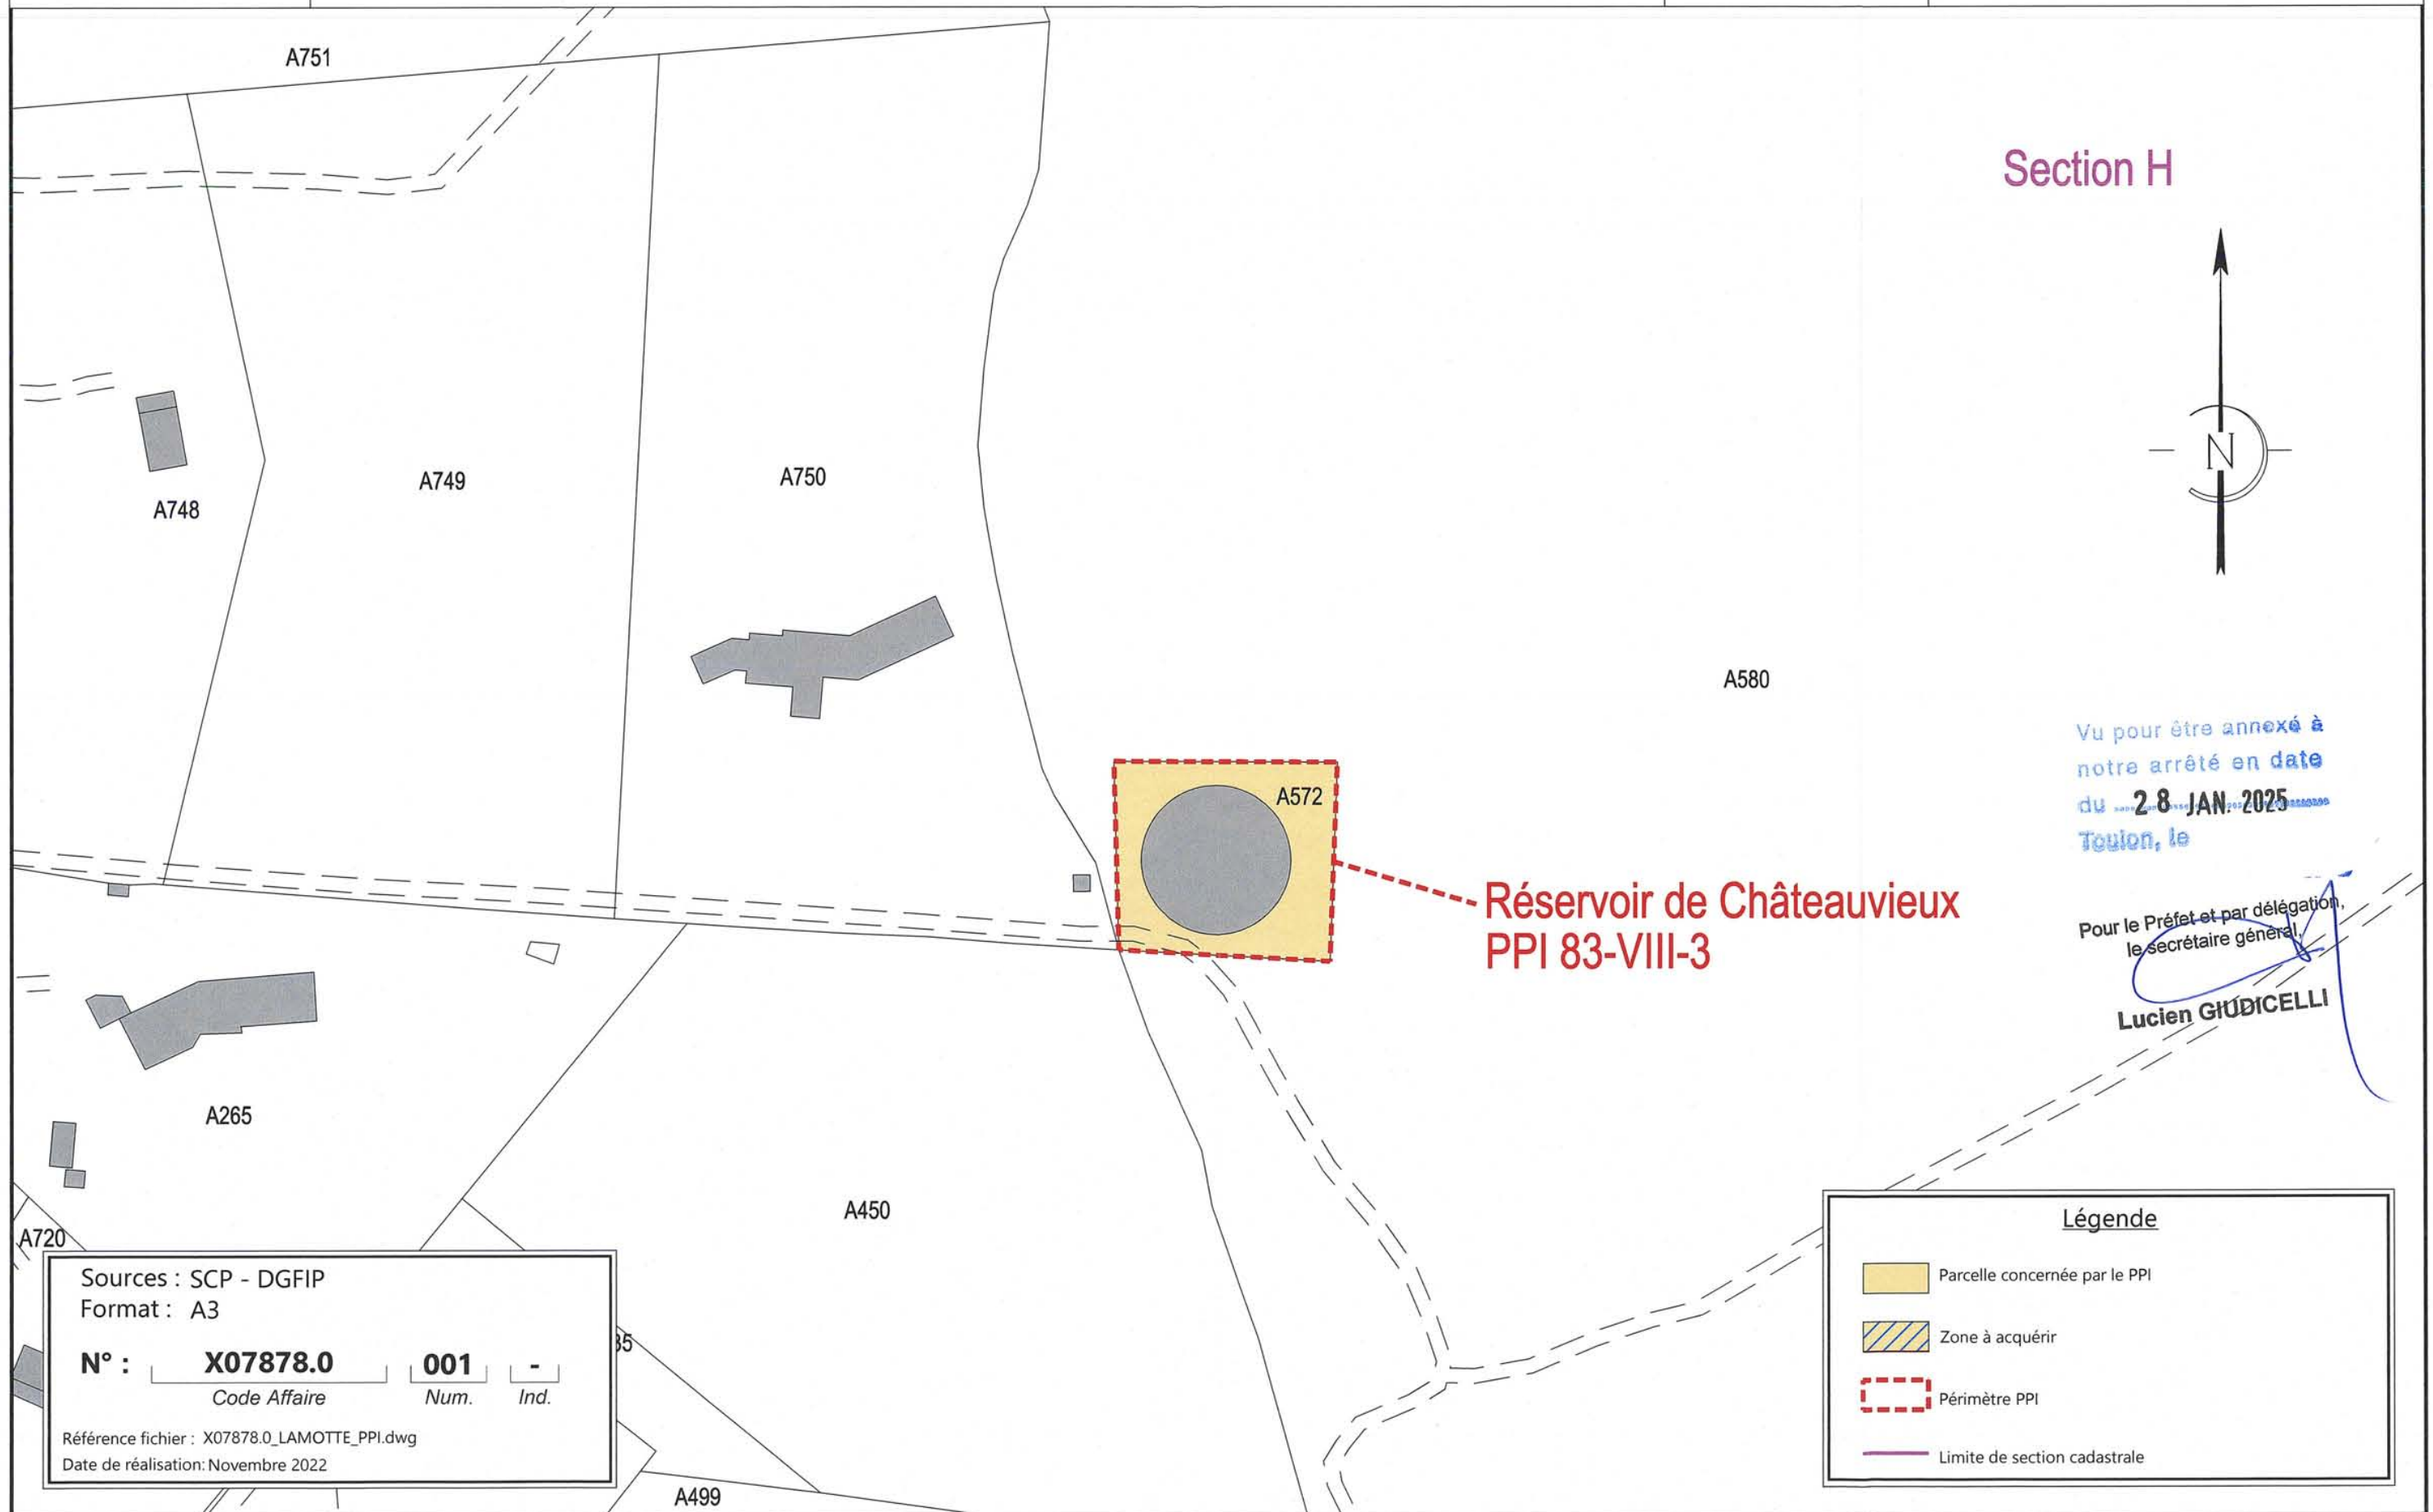 A751
Section H
A749
A750
A748
N
A580
Vu pour être annexé à
notre arrêté en date
du 28 JAN. 2025
Toulon, le
A572
Réservoir de Châteauvieux
PPI 83-VIII-3
Pour le Préfet et par délégation,
le secrétaire général,
Lucien GIUDICELLI
A265
A450
A720
Légende
Parcelle concernée par le PPI
Zone à acquérir
Périmètre PPI
Limite de section cadastrale
Sources : SCP - DGFIP
Format : A3
N° : X07878.0 001 -
Code Affaire Num. Ind.
Référence fichier : X07878.0_LAMOTTE_PPI.dwg
Date de réalisation: Novembre 2022
A499